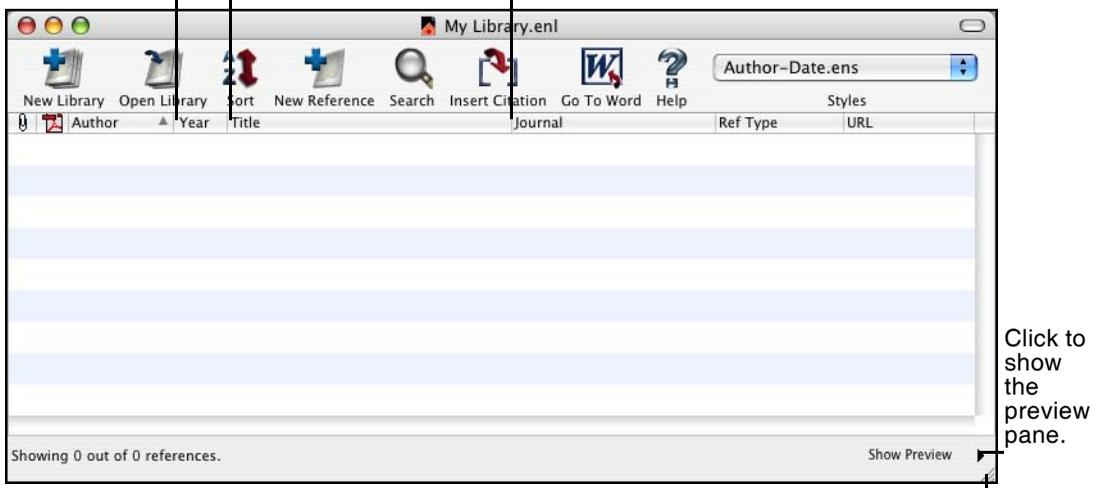 My Library.enl
Author-Date.ens
New Library Open Library Sort New Reference Search Insert Citation Go To Word Help Styles
Author Year Title Journal Ref Type URL
Click to
show
the
preview
pane.
Showing 0 out of 0 references. Show Preview